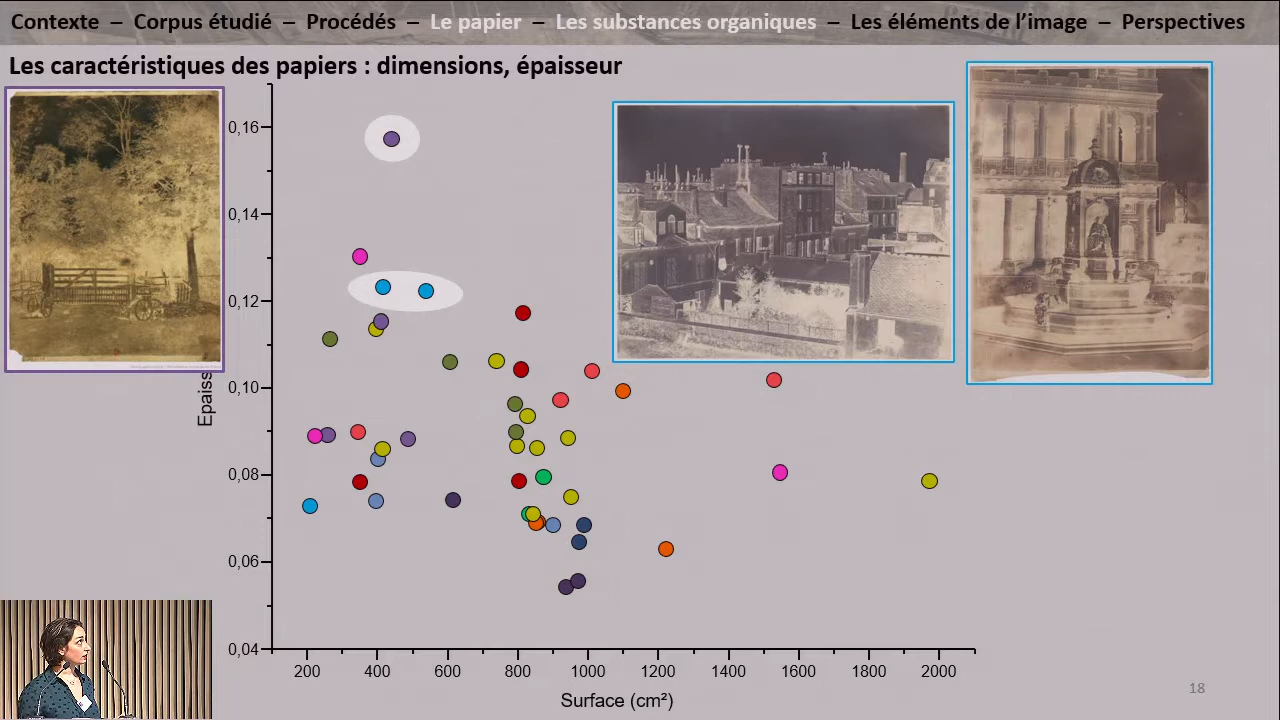 Contexte – Corpus étudié – Procédés – Le papier – Les substances organiques – Les éléments de l'image – Perspectives
Les caractéristiques des papiers : dimensions, épaisseur
0,16
0,14
0,12
0,10
0,08
0,06
0,04
Epaiss
200 400 600 800 1000 1200 1400 1600 1800 2000
Surface (cm²)
18